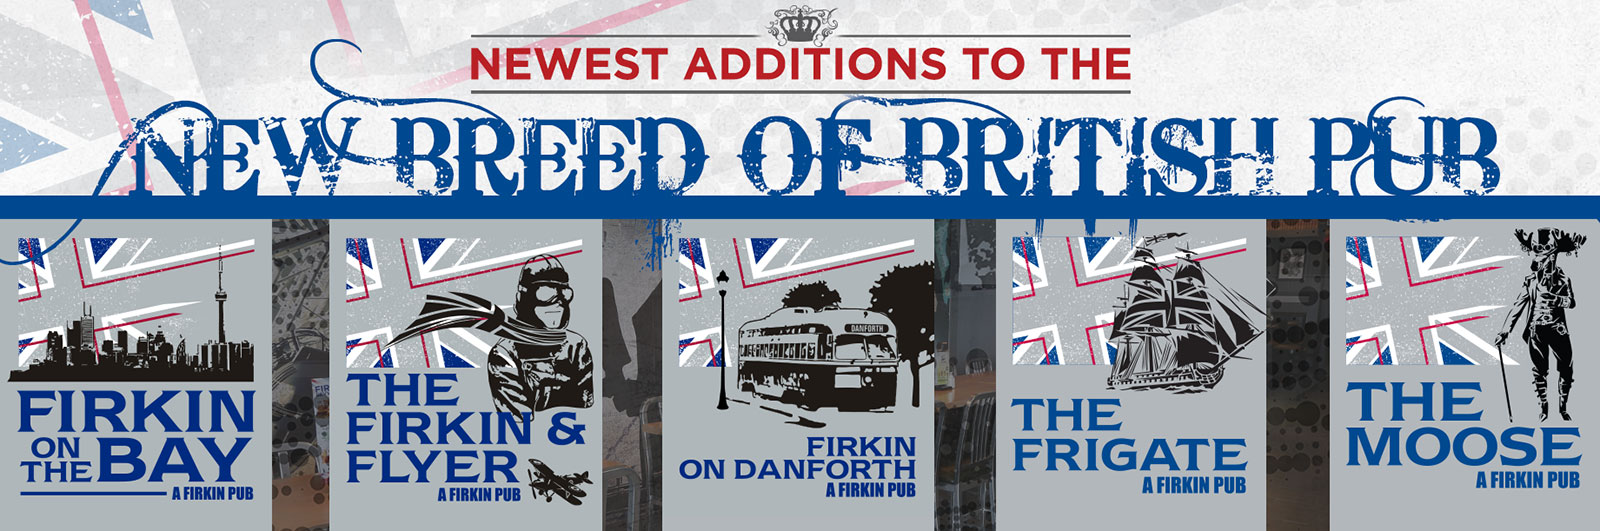 NEWEST ADDITIONS TO THE
NEW BREED OF BRITISH PUB
FIRKIN
ON
THE BAY
A FIRKIN PUB
THE
FIRKIN &
FLYER
A FIRKIN PUB
DANFORTH
FIRKIN
ON DANFORTH
A FIRKIN PUB
THE
FRIGATE
A FIRKIN PUB
THE
MOOSE
A FIRKIN PUB